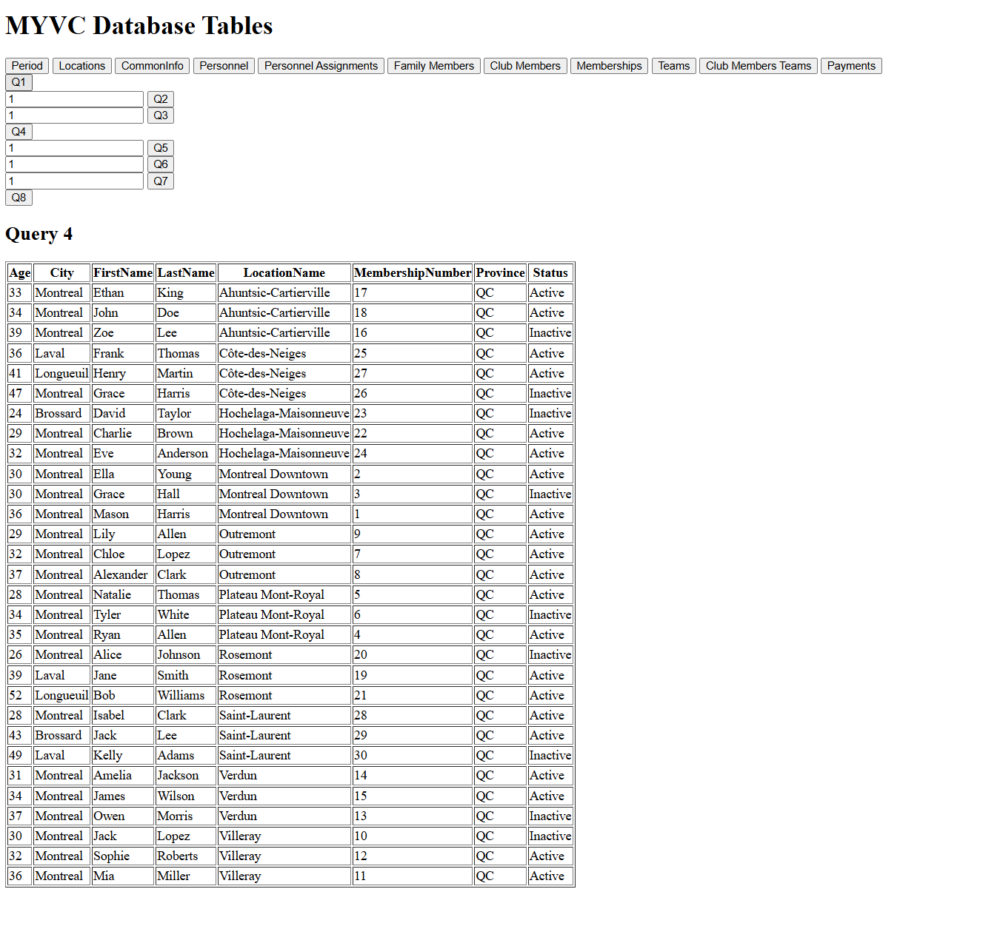 MYVC Database Tables
Period Locations CommonInfo Personnel Personnel Assignments Family Members Club Members Memberships Teams Club Members Teams Payments
Q1
1 Q2
1 Q3
Q4
1 Q5
1 Q6
1 Q7
Q8
Query 4
Age City FirstName LastName LocationName MembershipNumber Province Status
33 Montreal Ethan King Ahuntsic-Cartierville 17 QC Active
34 Montreal John Doe Ahuntsic-Cartierville 18 QC Active
39 Montreal Zoe Lee Ahuntsic-Cartierville 16 QC Inactive
36 Laval Frank Thomas Côte-des-Neiges 25 QC Active
41 Longueuil Henry Martin Côte-des-Neiges 27 QC Active
47 Montreal Grace Harris Côte-des-Neiges 26 QC Inactive
24 Brossard David Taylor Hochelaga-Maisonneuve 23 QC Inactive
29 Montreal Charlie Brown Hochelaga-Maisonneuve 22 QC Active
32 Montreal Eve Anderson Hochelaga-Maisonneuve 24 QC Active
30 Montreal Ella Young Montreal Downtown 2 QC Active
30 Montreal Grace Hall Montreal Downtown 3 QC Inactive
36 Montreal Mason Harris Montreal Downtown 1 QC Active
29 Montreal Lily Allen Outremont 9 QC Active
32 Montreal Chloe Lopez Outremont 7 QC Active
37 Montreal Alexander Clark Outremont 8 QC Active
28 Montreal Natalie Thomas Plateau Mont-Royal 5 QC Active
34 Montreal Tyler White Plateau Mont-Royal 6 QC Inactive
35 Montreal Ryan Allen Plateau Mont-Royal 4 QC Active
26 Montreal Alice Johnson Rosemont 20 QC Inactive
39 Laval Jane Smith Rosemont 19 QC Active
52 Longueuil Bob Williams Rosemont 21 QC Active
28 Montreal Isabel Clark Saint-Laurent 28 QC Active
43 Brossard Jack Lee Saint-Laurent 29 QC Active
49 Laval Kelly Adams Saint-Laurent 30 QC Inactive
31 Montreal Amelia Jackson Verdun 14 QC Active
34 Montreal James Wilson Verdun 15 QC Active
37 Montreal Owen Morris Verdun 13 QC Inactive
30 Montreal Jack Lopez Villeray 10 QC Inactive
32 Montreal Sophie Roberts Villeray 12 QC Active
36 Montreal Mia Miller Villeray 11 QC Active